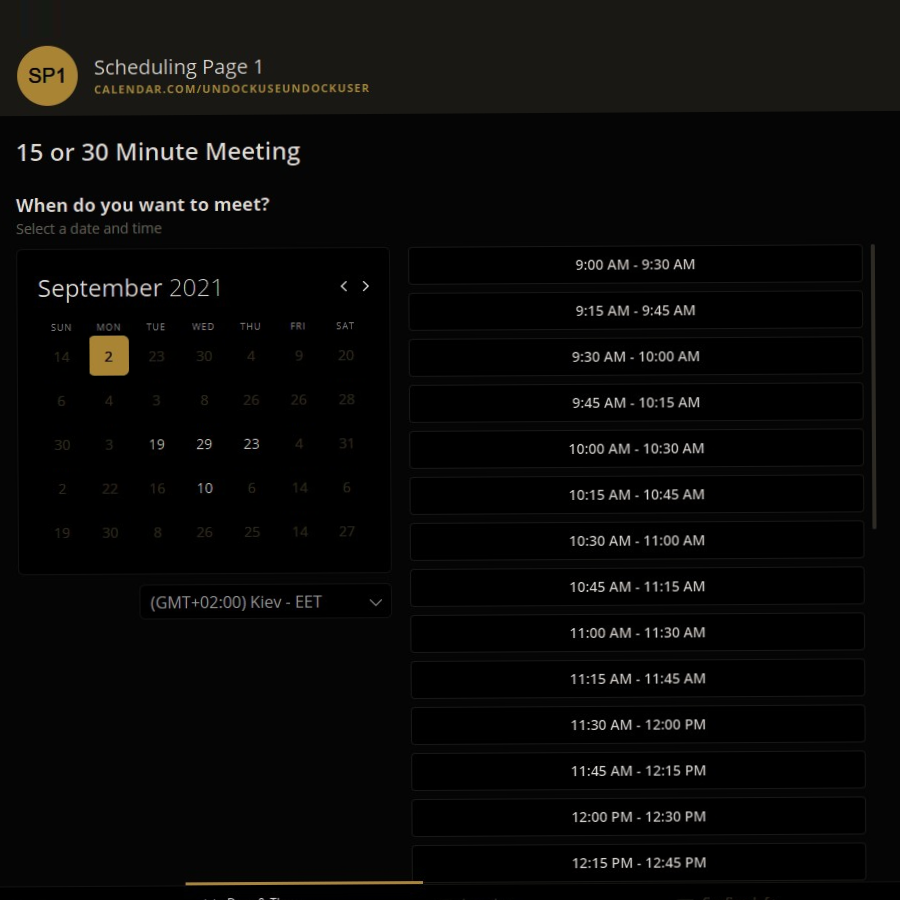 SP1
Scheduling Page 1
CALENDAR.COM/UNDOCKUSEUNDOCKUSER
15 or 30 Minute Meeting
When do you want to meet?
Select a date and time
September 2021
SUN MON TUE WED THU FRI SAT
14 2 23 30 4 9 20
6 4 3 8 26 26 28
30 3 19 29 23 4 31
2 22 16 10 6 14 6
19 30 8 26 25 14 27
(GMT+02:00) Kiev - EET
9:00 AM - 9:30 AM
9:15 AM - 9:45 AM
9:30 AM - 10:00 AM
9:45 AM - 10:15 AM
10:00 AM - 10:30 AM
10:15 AM - 10:45 AM
10:30 AM - 11:00 AM
10:45 AM - 11:15 AM
11:00 AM - 11:30 AM
11:15 AM - 11:45 AM
11:30 AM - 12:00 PM
11:45 AM - 12:15 PM
12:00 PM - 12:30 PM
12:15 PM - 12:45 PM